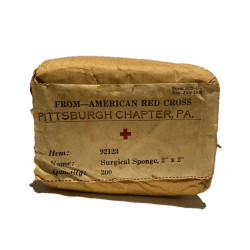 FROM—AMERICAN RED CROSS
PITTSBURGH CHAPTER, PA.
Item: 92123
Name: Surgical Sponge, 2" x 2"
Quantity: 200